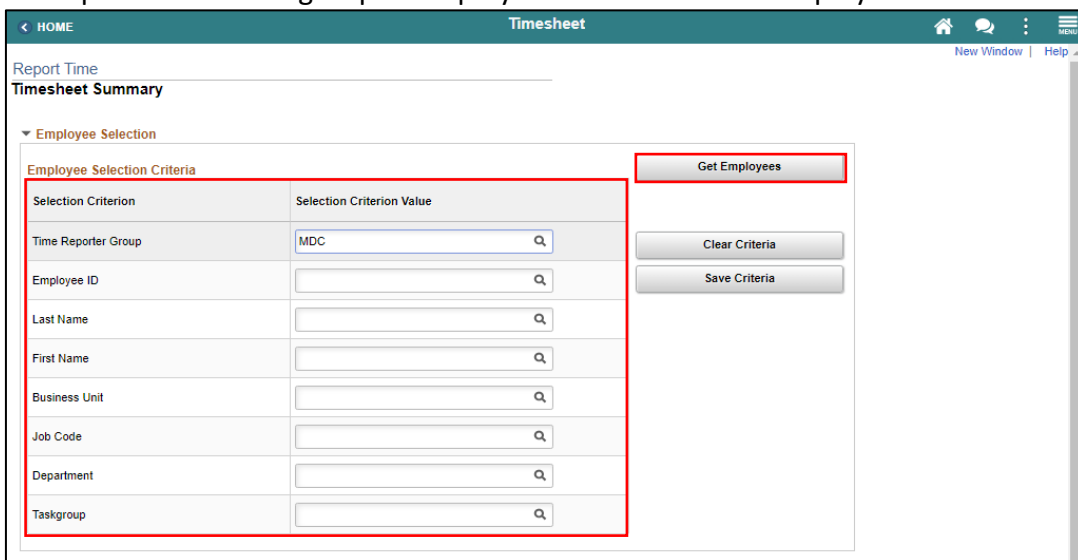 HOME
Timesheet
MENU
New Window | Help
Report Time
Timesheet Summary
Employee Selection
Employee Selection Criteria
Get Employees
Selection Criterion Selection Criterion Value
Time Reporter Group MDC
Clear Criteria
Employee ID
Save Criteria
Last Name
First Name
Business Unit
Job Code
Department
Taskgroup